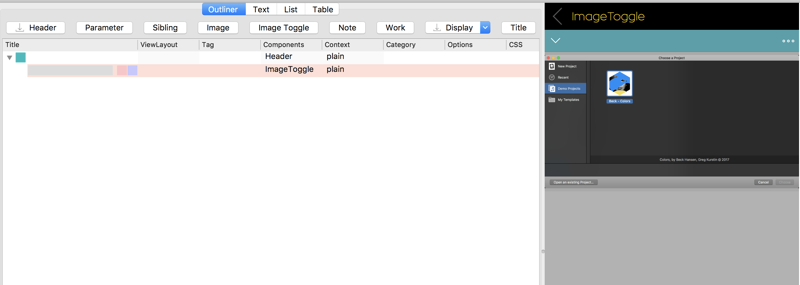 Outliner Text List Table
Header Parameter Sibling Image Image Toggle Note Work Display Title
Title ViewLayout Tag Components Context Category Options CSS
Header plain
ImageToggle plain
ImageToggle
Choose a Project
New Project
Recent
Demo Projects
My Templates
Beck - Colors
Colors, by Beck Hansen, Greg Kurstin © 2017
Open an existing Project...
Cancel